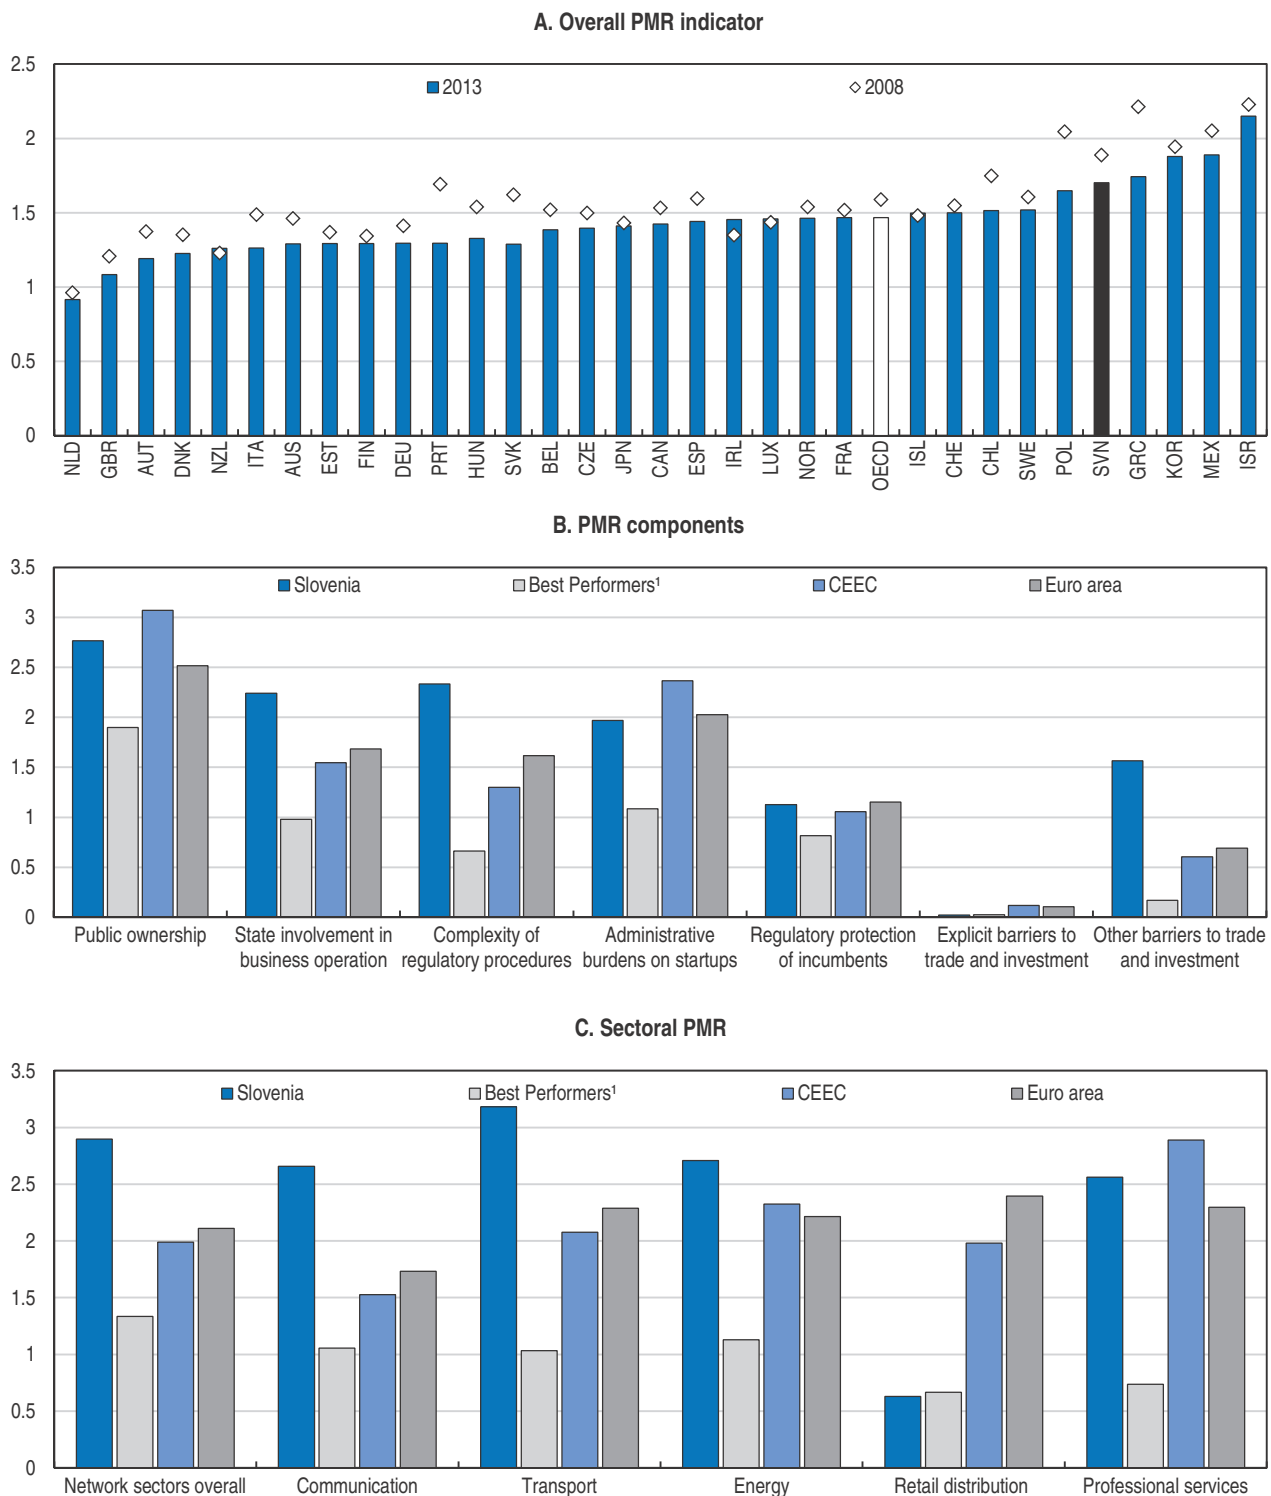 A. Overall PMR indicator
2.5
2013
2008
2
1.5
1
0.5
0
NLD GBR AUT DNK NZL ITA AUS EST FIN DEU PRT HUN SVK BEL CZE JPN CAN ESP IRL LUX NOR FRA OECD ISL CHE CHL SWE POL SVN GRC KOR MEX ISR
B. PMR components
3.5
Slovenia Best Performers¹ CEEC Euro area
3
2.5
2
1.5
1
0.5
0
Public ownership State involvement in Complexity of Administrative Regulatory protection Explicit barriers to Other barriers to trade
business operation regulatory procedures burdens on startups of incumbents trade and investment and investment
C. Sectoral PMR
3.5
Slovenia Best Performers¹ CEEC Euro area
3
2.5
2
1.5
1
0.5
0
Network sectors overall Communication Transport Energy Retail distribution Professional services